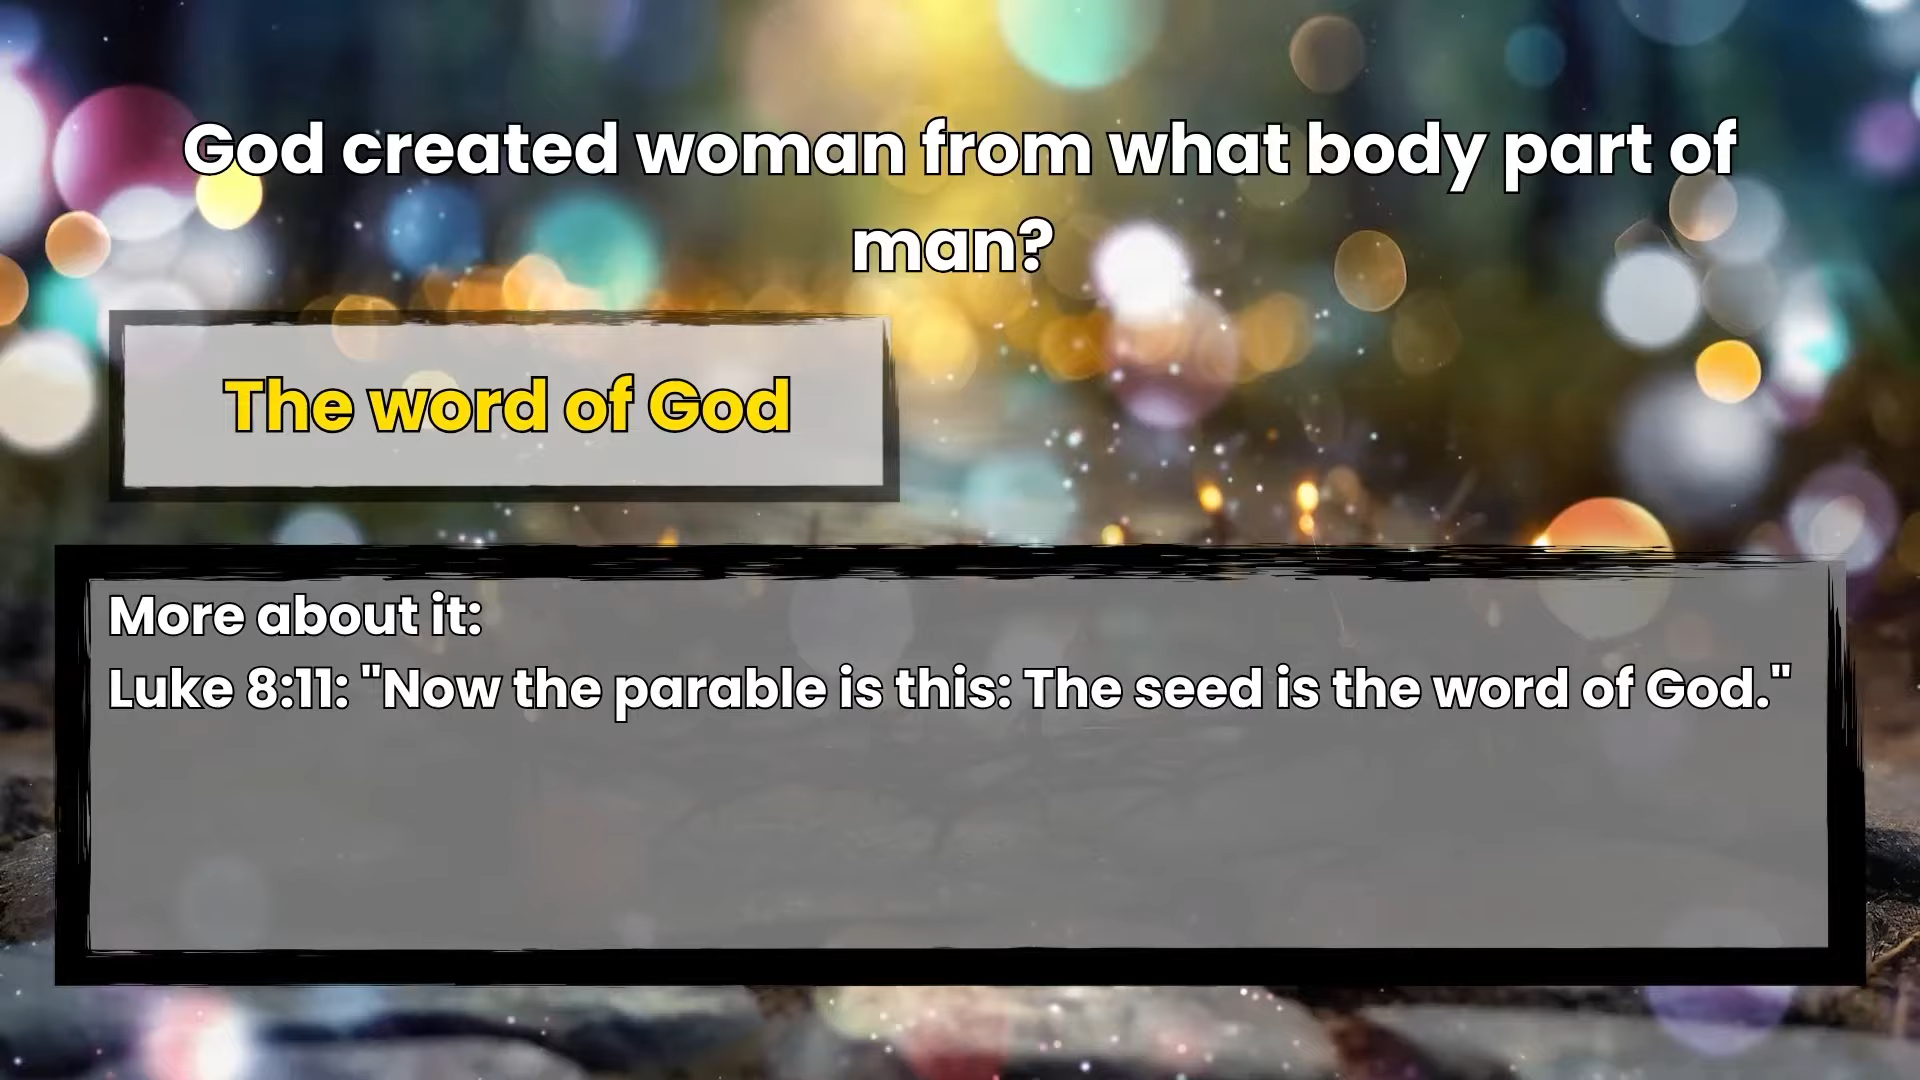 God created woman from what body part of
man?
The word of God
More about it:
Luke 8:11: "Now the parable is this: The seed is the word of God."